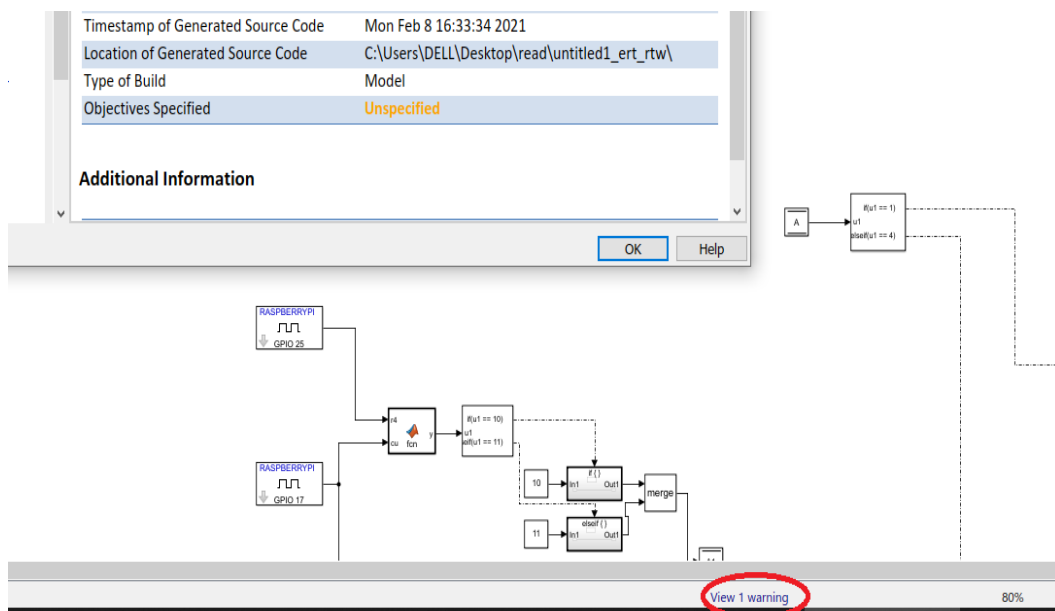 Timestamp of Generated Source Code Mon Feb 8 16:33:34 2021
Location of Generated Source Code C:\Users\DELL\Desktop\read\untitled1_ert_rtw\
Type of Build Model
Objectives Specified Unspecified
Additional Information
OK Help
A
u1
if(u1 == 1)
elseif(u1 == 4)
RASPBERRYPI
GPIO 25
r4
cu
fcn
y
if(u1 == 10)
u1
RASPBERRYPI
GPIO 17
10
if { }
In1 Out1
merge
11
elseif { }
In1 Out1
View 1 warning
80%